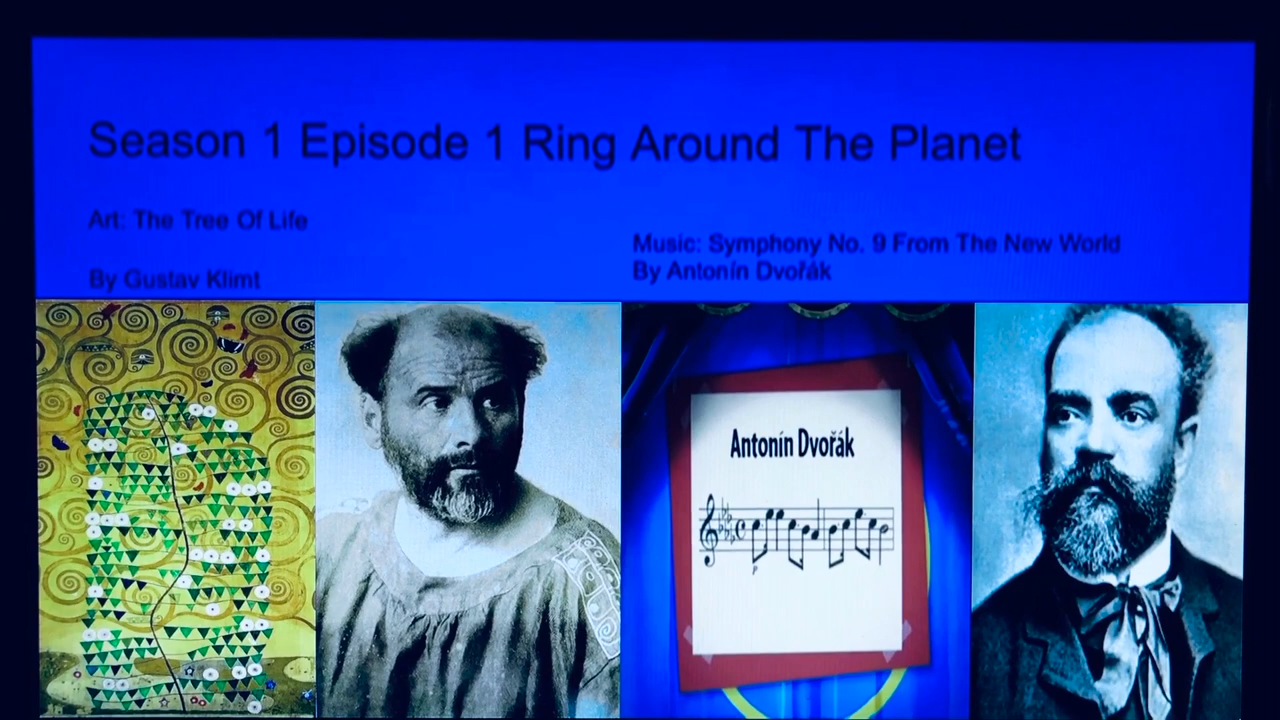 Season 1 Episode 1 Ring Around The Planet
Art: The Tree Of Life
By Gustav Klimt
Music: Symphony No. 9 From The New World
By Antonín Dvořák
Antonín Dvořák